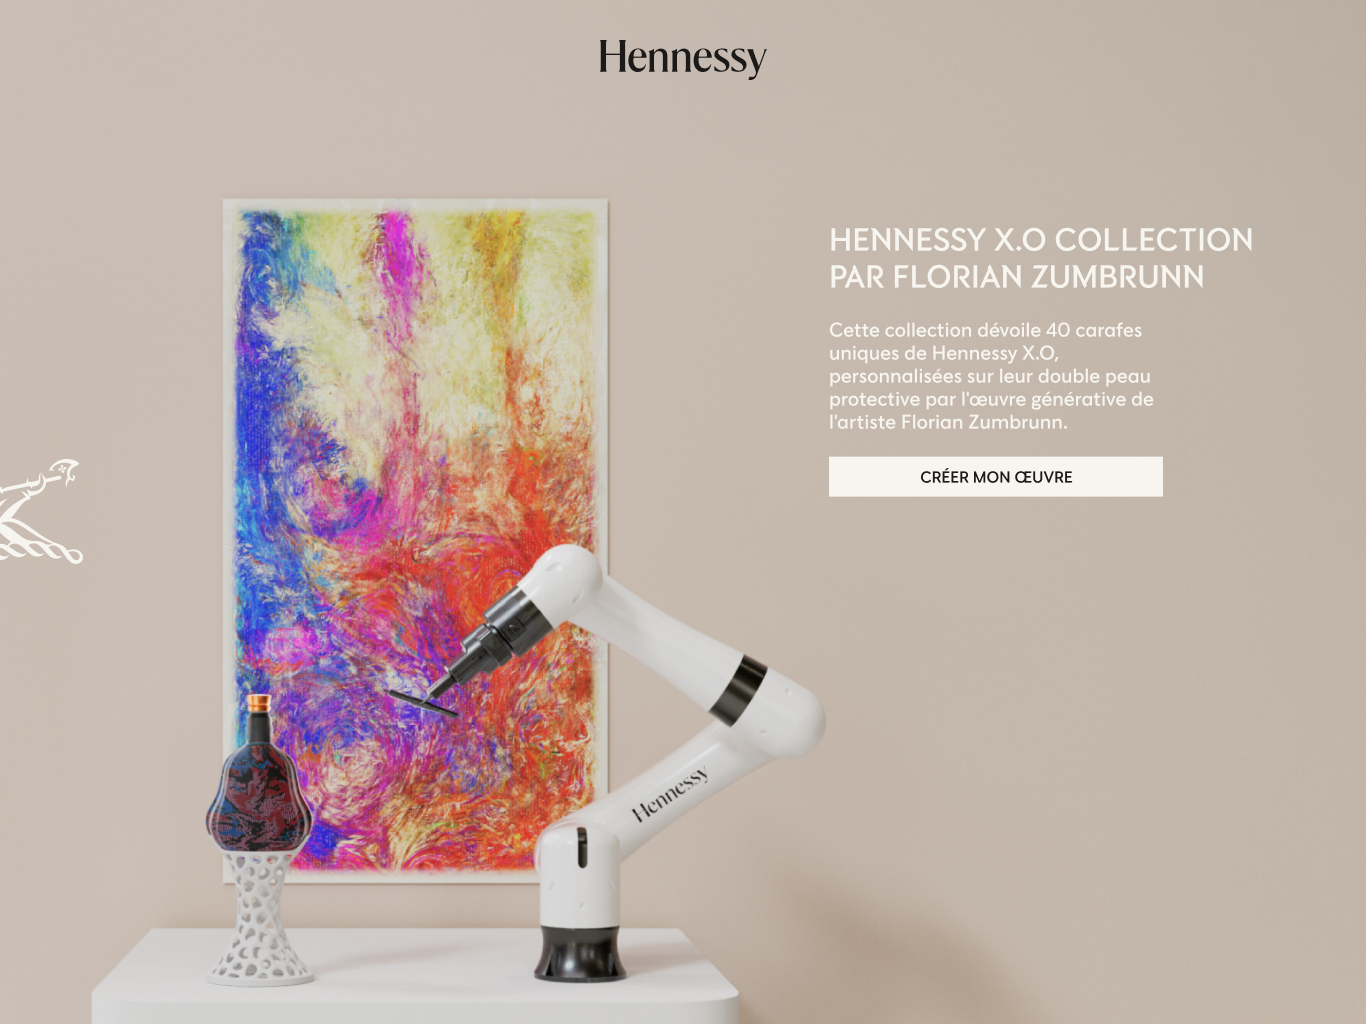 Hennessy
HENNESSY X.O COLLECTION
PAR FLORIAN ZUMBRUNN
Cette collection dévoile 40 carafes
uniques de Hennessy X.O,
personnalisées sur leur double peau
protective par l'œuvre générative de
l'artiste Florian Zumbrunn.
CRÉER MON ŒUVRE
Hennessy